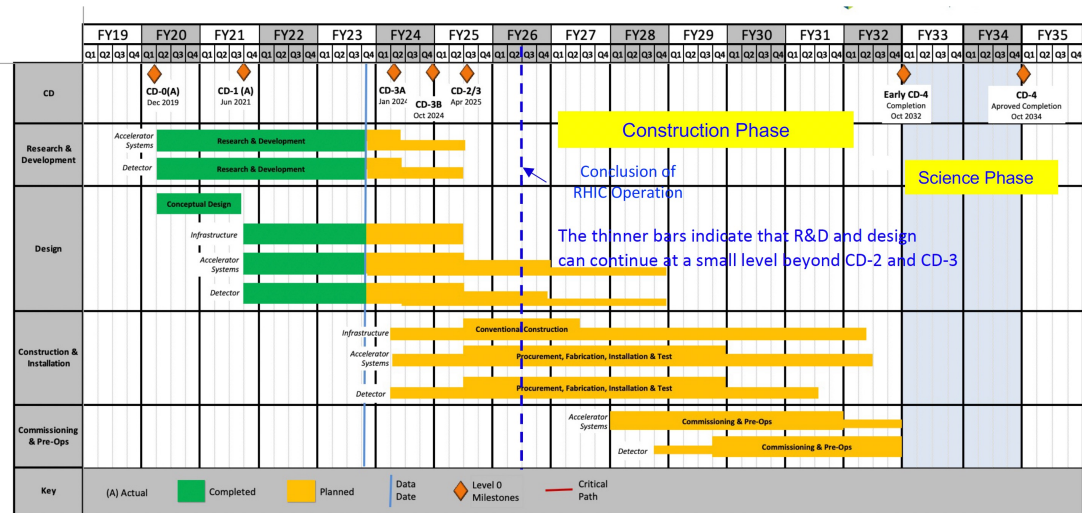 FY19 FY20 FY21 FY22 FY23 FY24 FY25 FY26 FY27 FY28 FY29 FY30 FY31 FY32 FY33 FY34 FY35
Q1 Q2 Q3 Q4 Q1 Q2 Q3 Q4 Q1 Q2 Q3 Q4 Q1 Q2 Q3 Q4 Q1 Q2 Q3 Q4 Q1 Q2 Q3 Q4 Q1 Q2 Q3 Q4 Q1 Q2 Q3 Q4 Q1 Q2 Q3 Q4 Q1 Q2 Q3 Q4 Q1 Q2 Q3 Q4 Q1 Q2 Q3 Q4 Q1 Q2 Q3 Q4 Q1 Q2 Q3 Q4 Q1 Q2 Q3 Q4 Q1 Q2 Q3 Q4 Q1 Q2 Q3 Q4
CD
CD-0(A)
Dec 2019
CD-1 (A)
Jun 2021
CD-3A
Jan 2024
CD-3B
Oct 2024
CD-2/3
Apr 2025
Early CD-4
Completion
Oct 2032
CD-4
Aproved Completion
Oct 2034
Research &
Development
Accelerator
Systems
Research & Development
Detector
Research & Development
Construction Phase
Conclusion of
RHIC Operation
Science Phase
Design
Conceptual Design
Infrastructure
Accelerator
Systems
Detector
The thinner bars indicate that R&D and design
can continue at a small level beyond CD-2 and CD-3
Construction &
Installation
Infrastructure
Conventional Construction
Accelerator
Systems
Procurement, Fabrication, Installation & Test
Detector
Procurement, Fabrication, Installation & Test
Commissioning
& Pre-Ops
Accelerator
Systems
Commissioning & Pre-Ops
Detector
Commissioning & Pre-Ops
Key
(A) Actual
Completed
Planned
Data
Date
Level 0
Milestones
Critical
Path